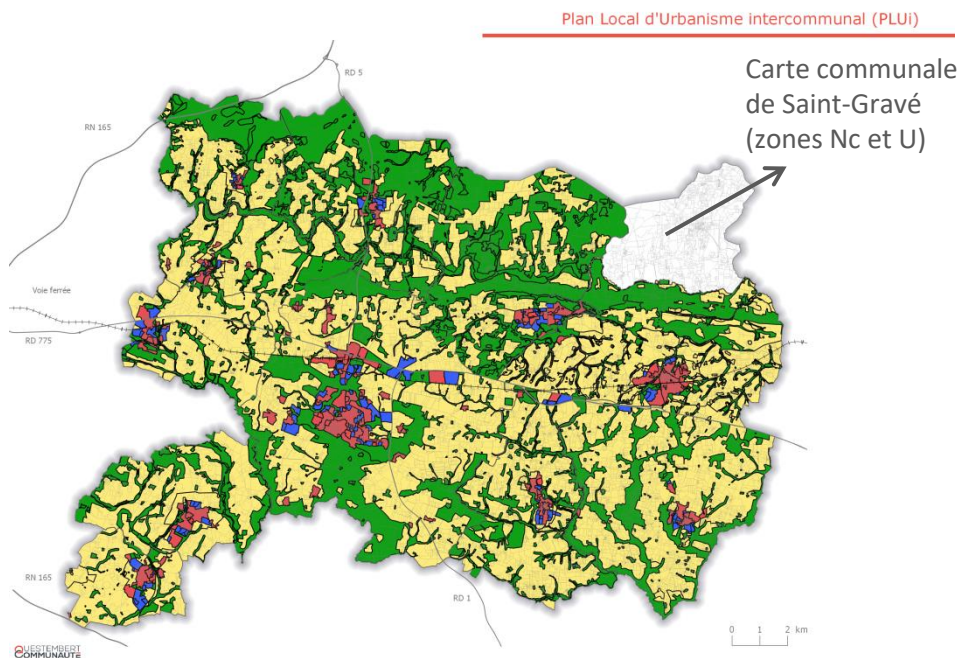 Plan Local d'Urbanisme intercommunal (PLUi)
Carte communale
de Saint-Gravé
(zones Nc et U)
RD 5
RN 165
Voie ferrée
RD 775
RN 165
RD 1
0 1 2 km
QUESTEMBERT
COMMUNAUTÉ